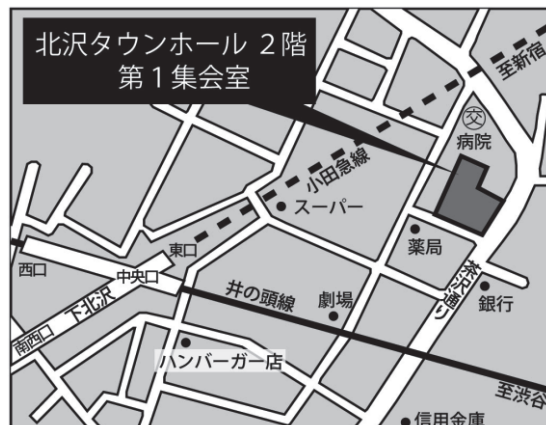 北沢タウンホール 2階
第1集会室
至新宿
交
病院
小田急線
スーパー
薬局
東口
西口
中央口
下北沢
南西口
井の頭線
劇場
茶沢通り
銀行
ハンバーガー店
至渋谷
信用金庫